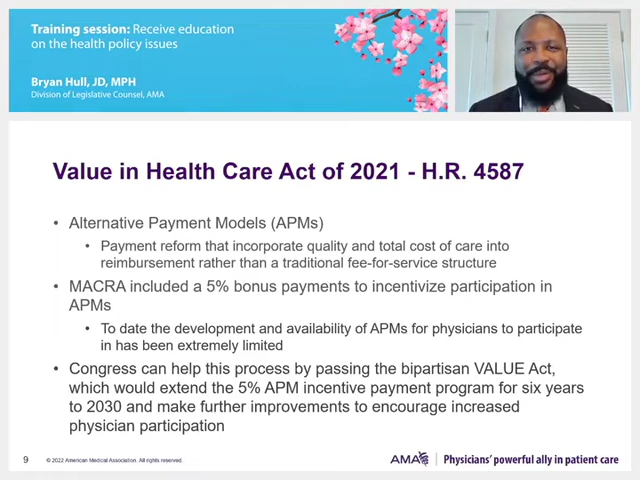 Training session: Receive education
on the health policy issues
Bryan Hull, JD, MPH
Division of Legislative Counsel, AMA
Value in Health Care Act of 2021 - H.R. 4587
• Alternative Payment Models (APMs)
• Payment reform that incorporate quality and total cost of care into
reimbursement rather than a traditional fee-for-service structure
• MACRA included a 5% bonus payments to incentivize participation in
APMs
• To date the development and availability of APMs for physicians to participate
in has been extremely limited
• Congress can help this process by passing the bipartisan VALUE Act,
which would extend the 5% APM incentive payment program for six years
to 2030 and make further improvements to encourage increased
physician participation
9 © 2022 American Medical Association. All rights reserved.
AMA Physicians' powerful ally in patient care